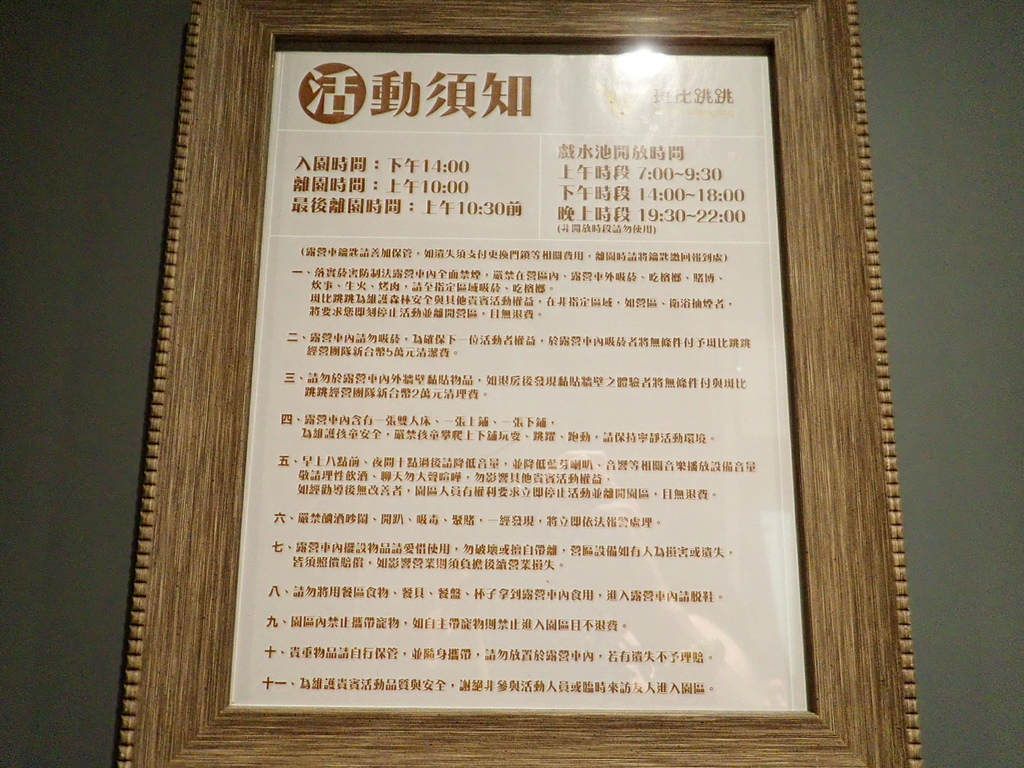 活動須知
班比跳跳
入園時間：下午14:00
離園時間：上午10:00
最後離園時間：上午10:30前
戲水池開放時間
上午時段 7:00~9:30
下午時段 14:00~18:00
晚上時段 19:30~22:00
(非開放時段請勿使用)
(露營車鑰匙請善加保管，如遺失須支付更換門鎖等相關費用，離園時請將鑰匙繳回報到處)
一、落實菸害防制法露營車內全面禁煙，嚴禁在營區內、露營車外吸菸、吃檳榔、賭博、
炊事、生火、烤肉，請至指定區域吸菸、吃檳榔。
班比跳跳為維護森林安全與其他貴賓活動權益，在非指定區域，如營區、衛浴抽煙者，
將要求您即刻停止活動並離開營區，且無退費。
二、露營車內請勿吸菸，為確保下一位活動者權益，於露營車內吸菸者將無條件付予斑比跳跳
經營團隊新台幣5萬元清潔費。
三、請勿於露營車內外牆壁黏貼物品，如退房後發現黏貼牆壁之體驗者將無條件付與斑比
跳跳經營團隊新台幣2萬元清理費。
四、露營車內含有一張雙人床、一張上鋪、一張下鋪，
為維護孩童安全，嚴禁孩童攀爬上下舖玩耍、跳躍、跑動，請保持寧靜活動環境。
五、早上八點前、夜間十點過後請降低音量，並降低藍芽喇叭、音響等相關音樂播放設備音量
敬請理性飲酒、聊天勿大聲喧嘩，勿影響其他貴賓活動權益，
如經勸導後無改善者，園區人員有權利要求立即停止活動並離開園區，且無退費。
六、嚴禁酗酒吵鬧、開趴、吸毒、聚賭，一經發現，將立即依法報警處理。
七、露營車內擺設物品請愛惜使用，勿破壞或擅自帶離，營區設備如有人為損害或遺失，
皆須照價賠償，如影響營業則須負擔後續營業損失。
八、請勿將用餐區食物、餐具、餐盤、杯子拿到露營車內食用，進入露營車內請脫鞋。
九、園區內禁止攜帶寵物，如自主帶寵物則禁止進入園區且不退費。
十、貴重物品請自行保管，並隨身攜帶，請勿放置於露營車內，若有遺失不予理賠。
十一、為維護貴賓活動品質與安全，謝絕非參與活動人員或臨時來訪友人進入園區。